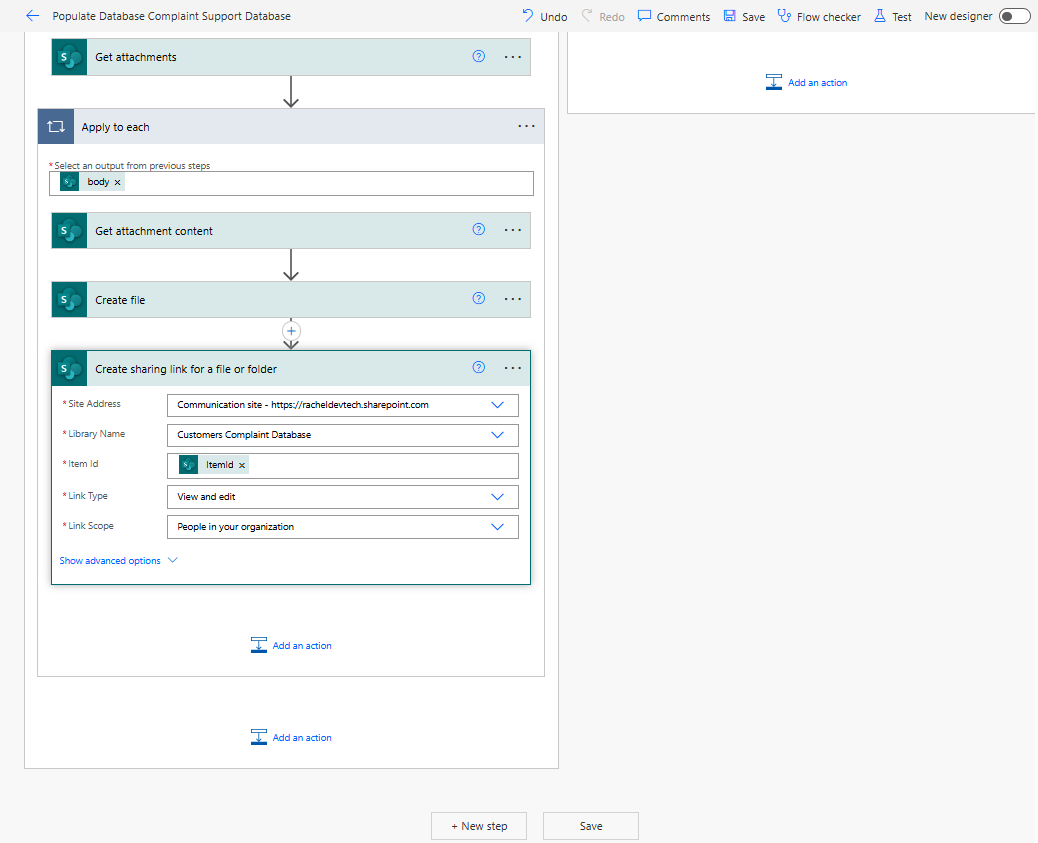 Populate Database Complaint Support Database
Undo
Redo
Comments
Save
Flow checker
Test
New designer
Get attachments
Add an action
Apply to each
*Select an output from previous steps
body ×
Get attachment content
Create file
Create sharing link for a file or folder
*Site Address
Communication site - https://racheldevtech.sharepoint.com
*Library Name
Customers Complaint Database
*Item Id
ItemId ×
*Link Type
View and edit
*Link Scope
People in your organization
Show advanced options
Add an action
Add an action
+ New step
Save